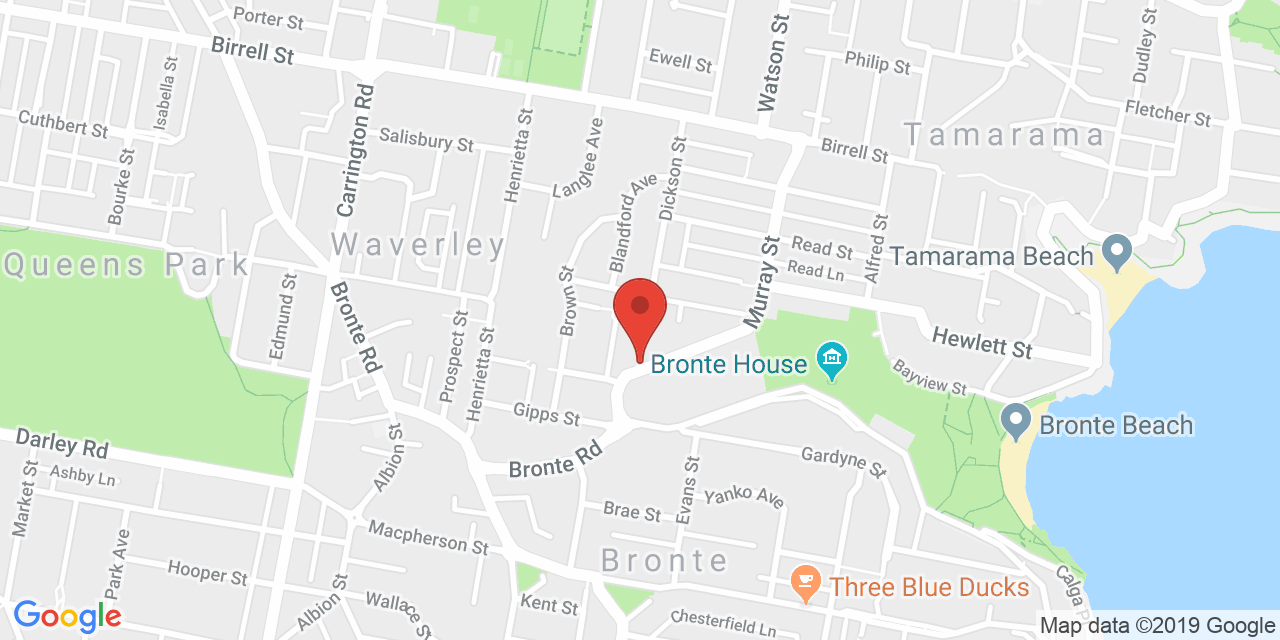 Porter St
Birrell St
Isabella St
Carrington Rd
Ewell St
Watson St
Philip St
Dudley St
Fletcher St
Cuthbert St
Salisbury St
Henrietta St
Langlee Ave
Dickson St
Birrell St
Tamarama
Bourke St
Blandford Ave
Waverley
Queens Park
Murray St
Read St
Read Ln
Alfred St
Tamarama Beach
Edmund St
Bronte Rd
Brown St
Prospect St
Henrietta St
Hewlett St
Bronte House
Bayview St
Gipps St
Bronte Beach
Darley Rd
Albion St
Bronte Rd
Gardyne St
Market St
Ashby Ln
Evans St
Yanko Ave
Brae St
Macpherson St
Park Ave
Hooper St
Bronte
Albion St
Wallace St
Kent St
Three Blue Ducks
Calga
Chesterfield Ln
Google
Map data ©2019 Google